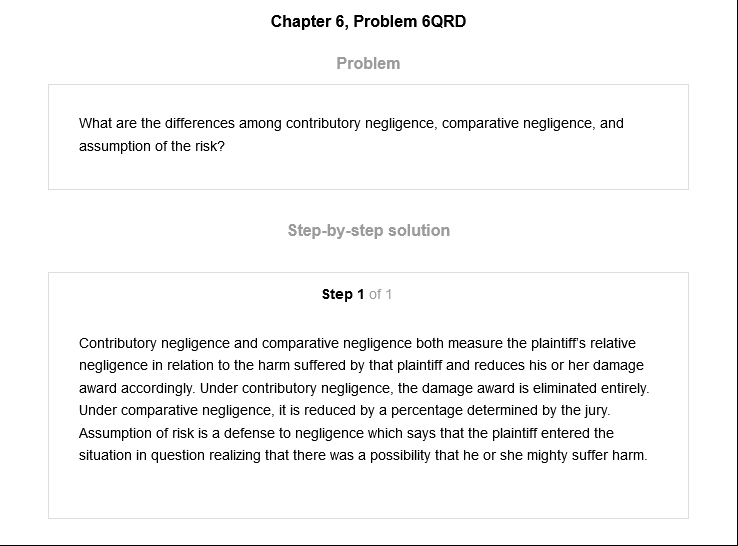 Chapter 6, Problem 6QRD
Problem
What are the differences among contributory negligence, comparative negligence, and
assumption of the risk?
Step-by-step solution
Step 1 of 1
Contributory negligence and comparative negligence both measure the plaintiff's relative
negligence in relation to the harm suffered by that plaintiff and reduces his or her damage
award accordingly. Under contributory negligence, the damage award is eliminated entirely.
Under comparative negligence, it is reduced by a percentage determined by the jury.
Assumption of risk is a defense to negligence which says that the plaintiff entered the
situation in question realizing that there was a possibility that he or she mighty suffer harm.